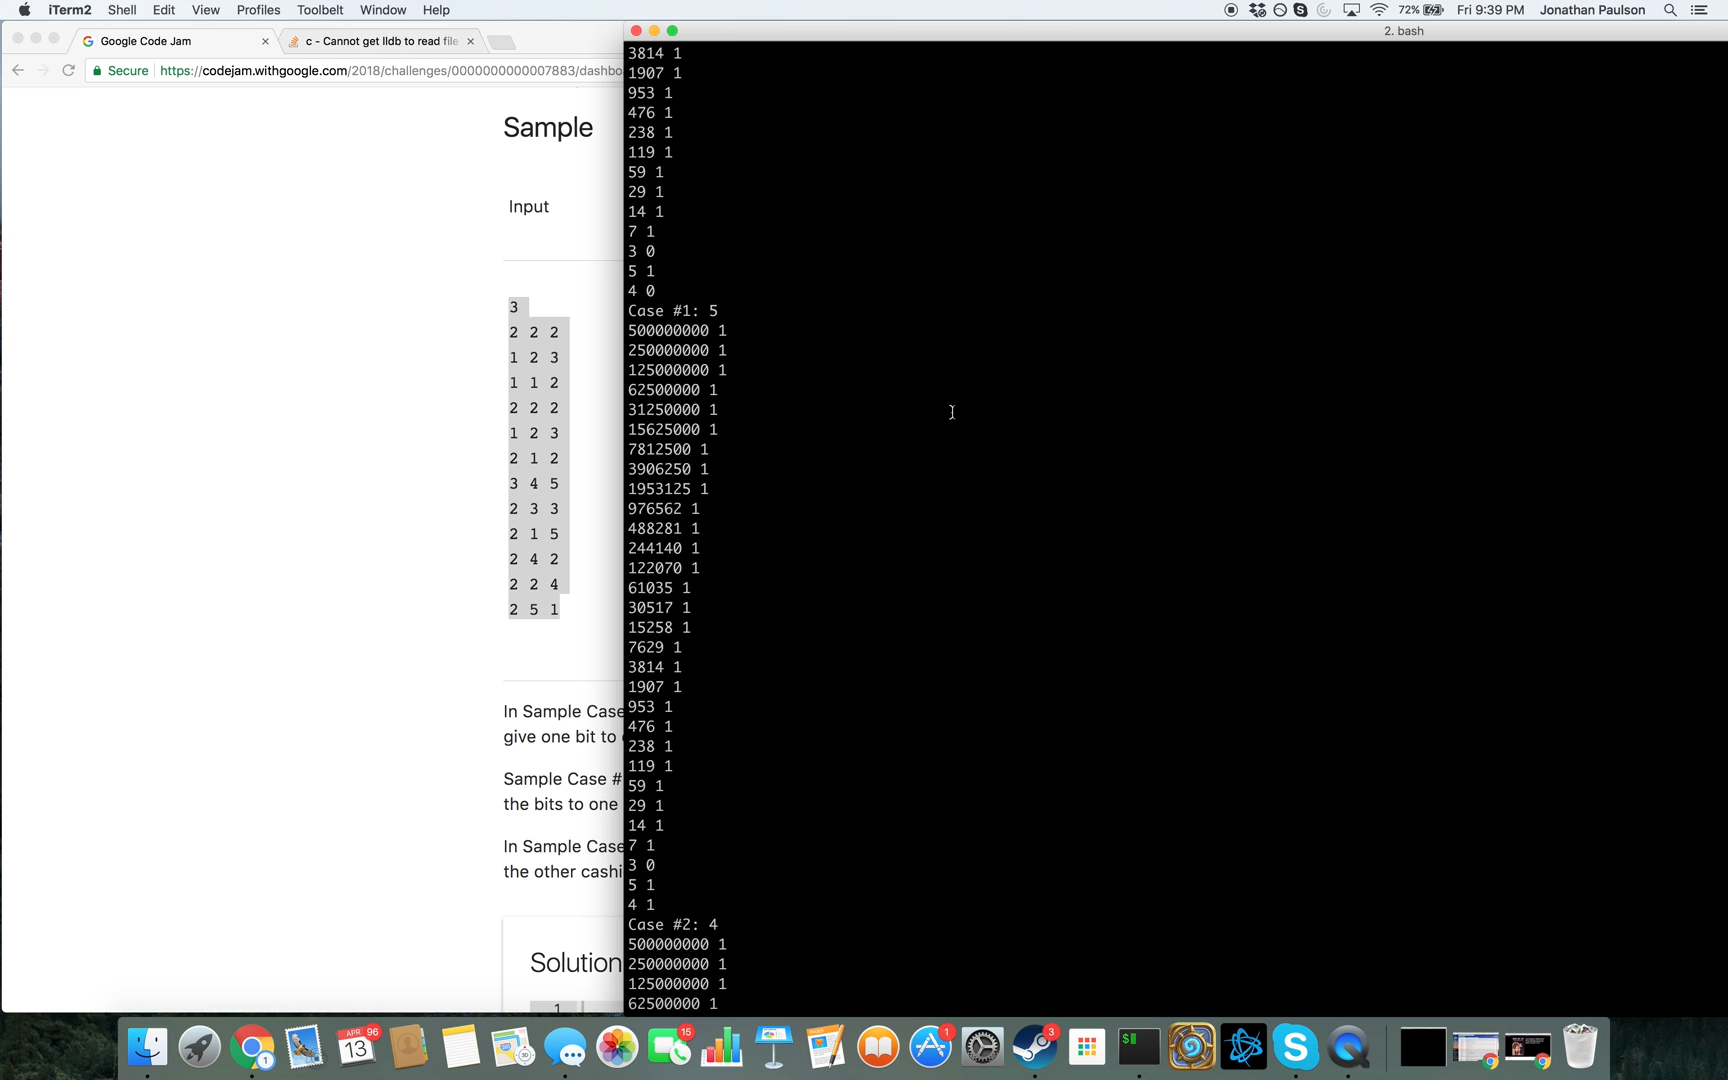 iTerm2 Shell Edit View Profiles Toolbelt Window Help
72% Fri 9:39 PM Jonathan Paulson
Google Code Jam
c - Cannot get lldb to read file
2. bash
Secure https://codejam.withgoogle.com/2018/challenges/0000000000007883/dashbo
Sample
Input
3
2 2 2
1 2 3
1 1 2
2 2 2
1 2 3
2 1 2
3 4 5
2 3 3
2 1 5
2 4 2
2 2 4
2 5 1
In Sample Case
give one bit to
Sample Case #
the bits to one
In Sample Case
the other cashi
Solution
1
3814 1
1907 1
953 1
476 1
238 1
119 1
59 1
29 1
14 1
7 1
3 0
5 1
4 0
Case #1: 5
500000000 1
250000000 1
125000000 1
62500000 1
31250000 1
15625000 1
7812500 1
3906250 1
1953125 1
976562 1
488281 1
244140 1
122070 1
61035 1
30517 1
15258 1
7629 1
3814 1
1907 1
953 1
476 1
238 1
119 1
59 1
29 1
14 1
7 1
3 0
5 1
4 1
Case #2: 4
500000000 1
250000000 1
125000000 1
62500000 1
1
APR 96
13
3D
15
1
3
$